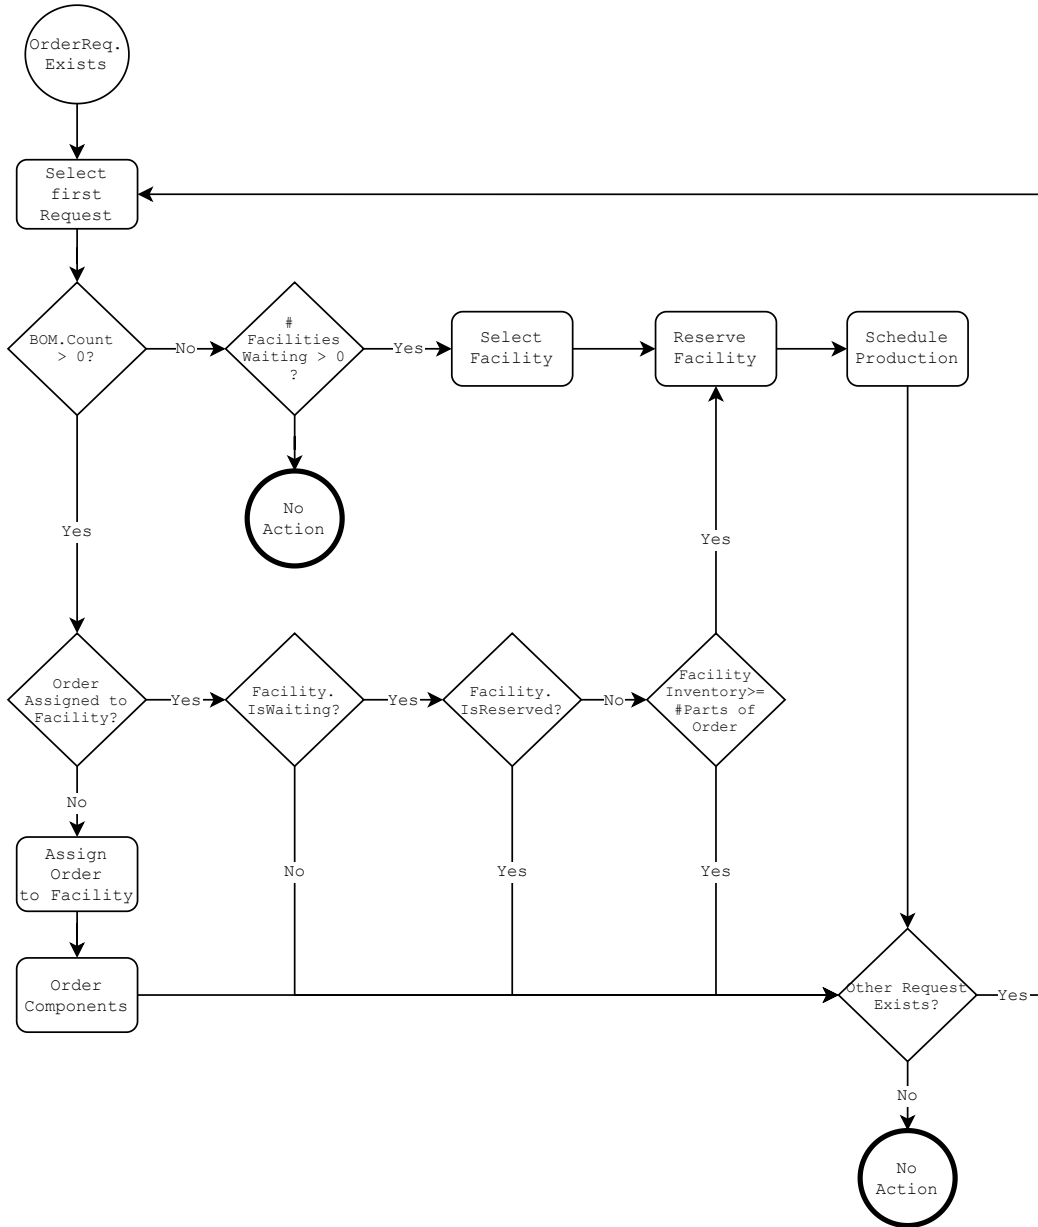 OrderReq.
Exists
Select
first
Request
BOM.Count
> 0?
No
#
Facilities
Waiting > 0
?
Yes
Select
Facility
Reserve
Facility
Schedule
Production
No
Action
Yes
Yes
Order
Assigned to
Facility?
Yes
Facility.
IsWaiting?
Yes
Facility.
IsReserved?
No
Facility
Inventory>=
#Parts of
Order
No
Assign
Order
to Facility
No
Yes
Yes
Order
Components
Other Request
Exists?
Yes
No
No
Action